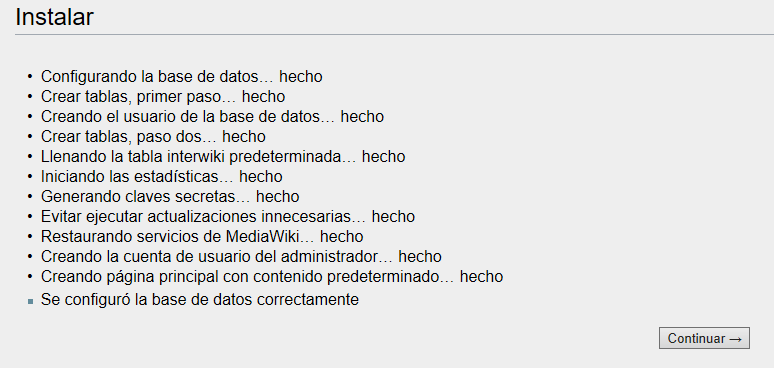 Instalar
• Configurando la base de datos… hecho
• Crear tablas, primer paso… hecho
• Creando el usuario de la base de datos… hecho
• Crear tablas, paso dos… hecho
• Llenando la tabla interwiki predeterminada… hecho
• Iniciando las estadísticas… hecho
• Generando claves secretas… hecho
• Evitar ejecutar actualizaciones innecesarias… hecho
• Restaurando servicios de MediaWiki… hecho
• Creando la cuenta de usuario del administrador… hecho
• Creando página principal con contenido predeterminado… hecho
▪ Se configuró la base de datos correctamente
Continuar →